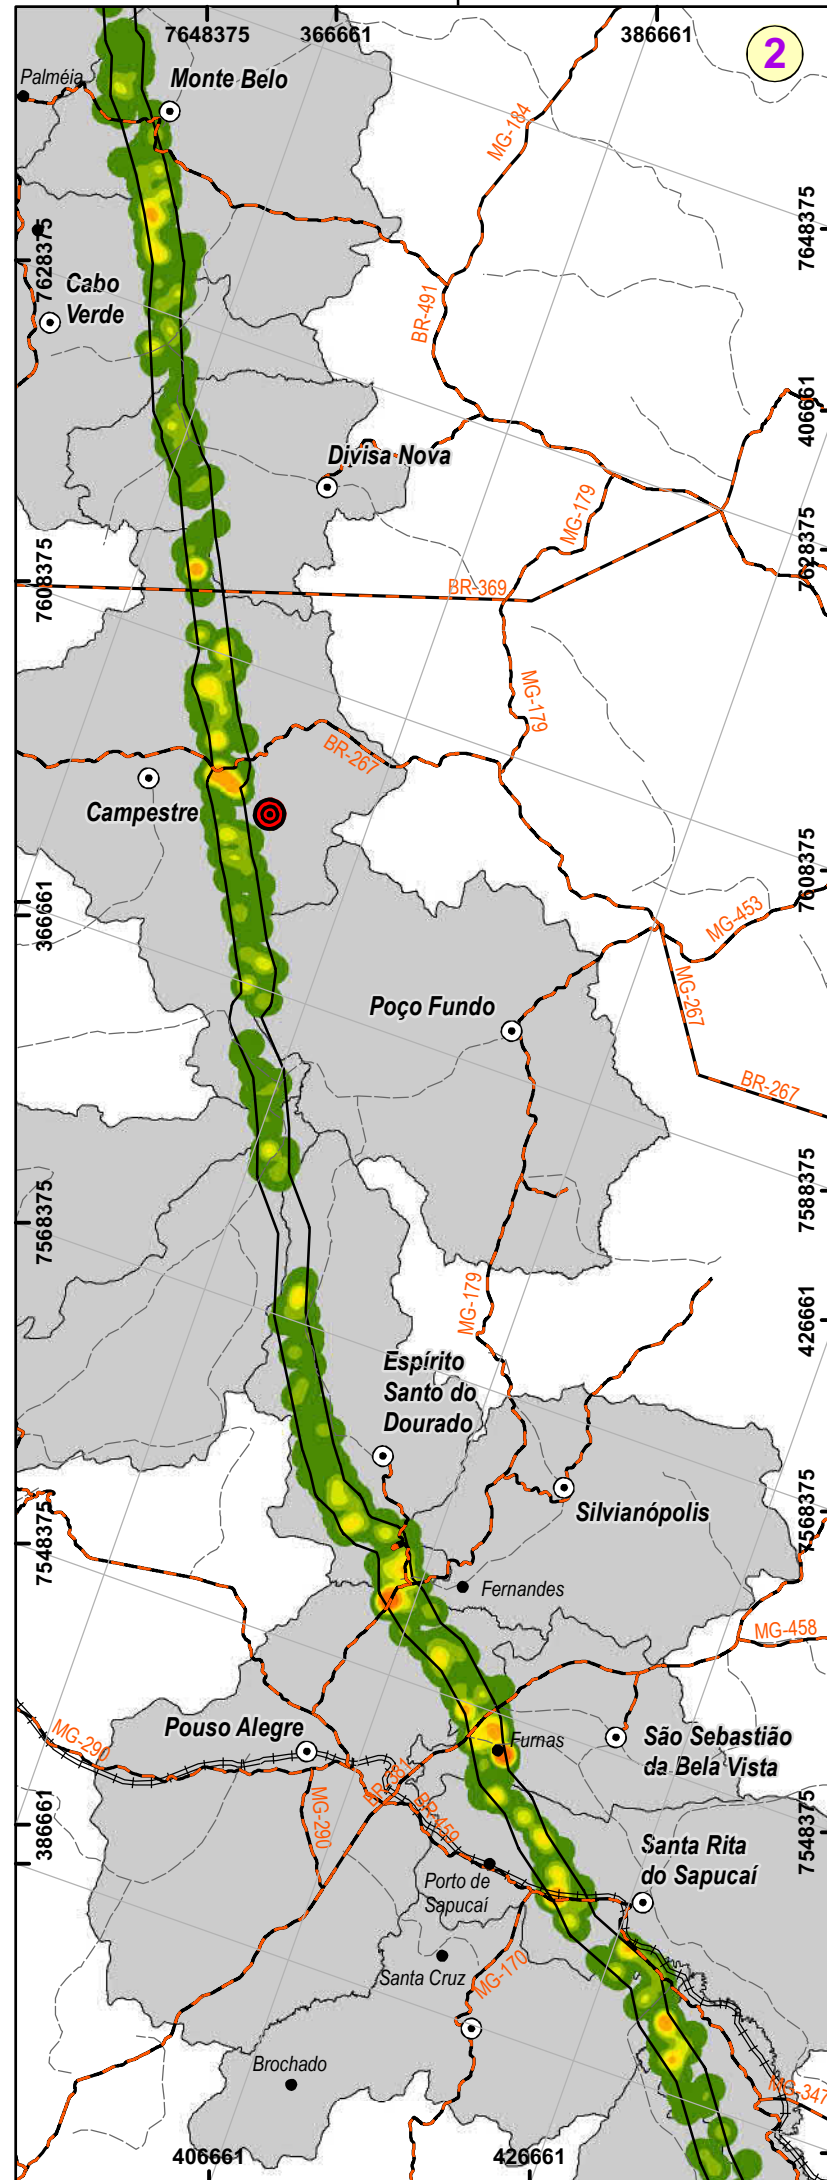 7648375
366661
386661
2
Palméia
Monte Belo
MG-184
7648375
7628375
Cabo
Verde
BR-491
406661
Divisa Nova
MG-179
7628375
7608375
BR-369
MG-179
BR-267
Campestre
7608375
366661
MG-453
Poço Fundo
MG-267
BR-267
7588375
7568375
MG-179
426661
Espírito
Santo do
Dourado
Silvianópolis
7568375
7548375
Fernandes
MG-458
Pouso Alegre
MG-290
Furnas
São Sebastião
da Bela Vista
BR-381
386661
MG-290
BR-459
7548375
Santa Rita
do Sapucaí
Porto de
Sapucaí
Santa Cruz
MG-170
Brochado
MG-347
406661
426661